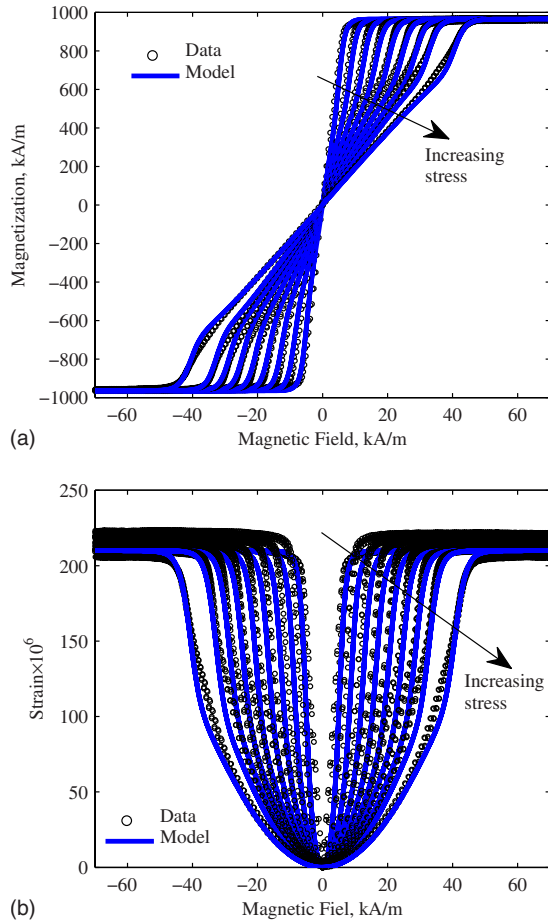 1000
800
600
400
200
0
−200
−400
−600
−800
−1000
Magnetization, kA/m
Data
Model
Increasing
stress
−60 −40 −20 0 20 40 60
Magnetic Field, kA/m
(a)
250
200
150
100
50
0
Strain×10⁶
Increasing
stress
Data
Model
−60 −40 −20 0 20 40 60
Magnetic Fiel, kA/m
(b)